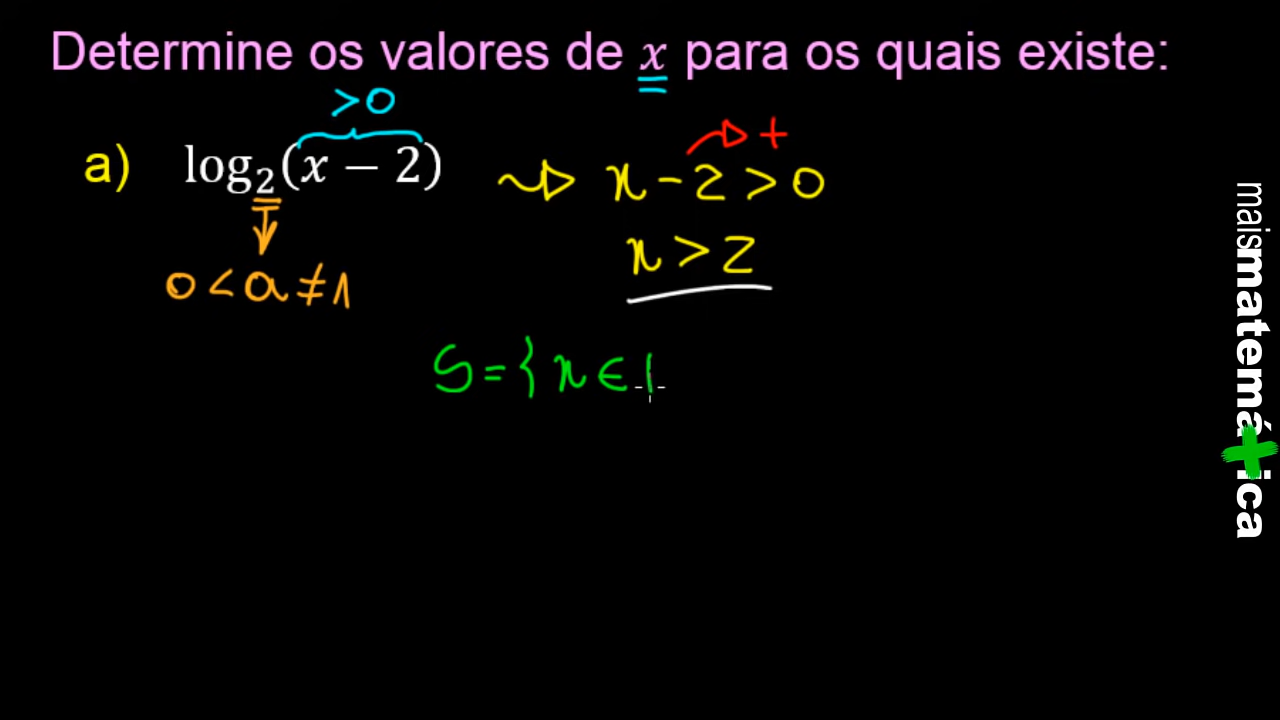 Determine os valores de x para os quais existe:
>0
a) log₂(x − 2) x - 2 > 0 +
x > 2
0 < a ≠ 1
S = { x ∈ |
maismatemática